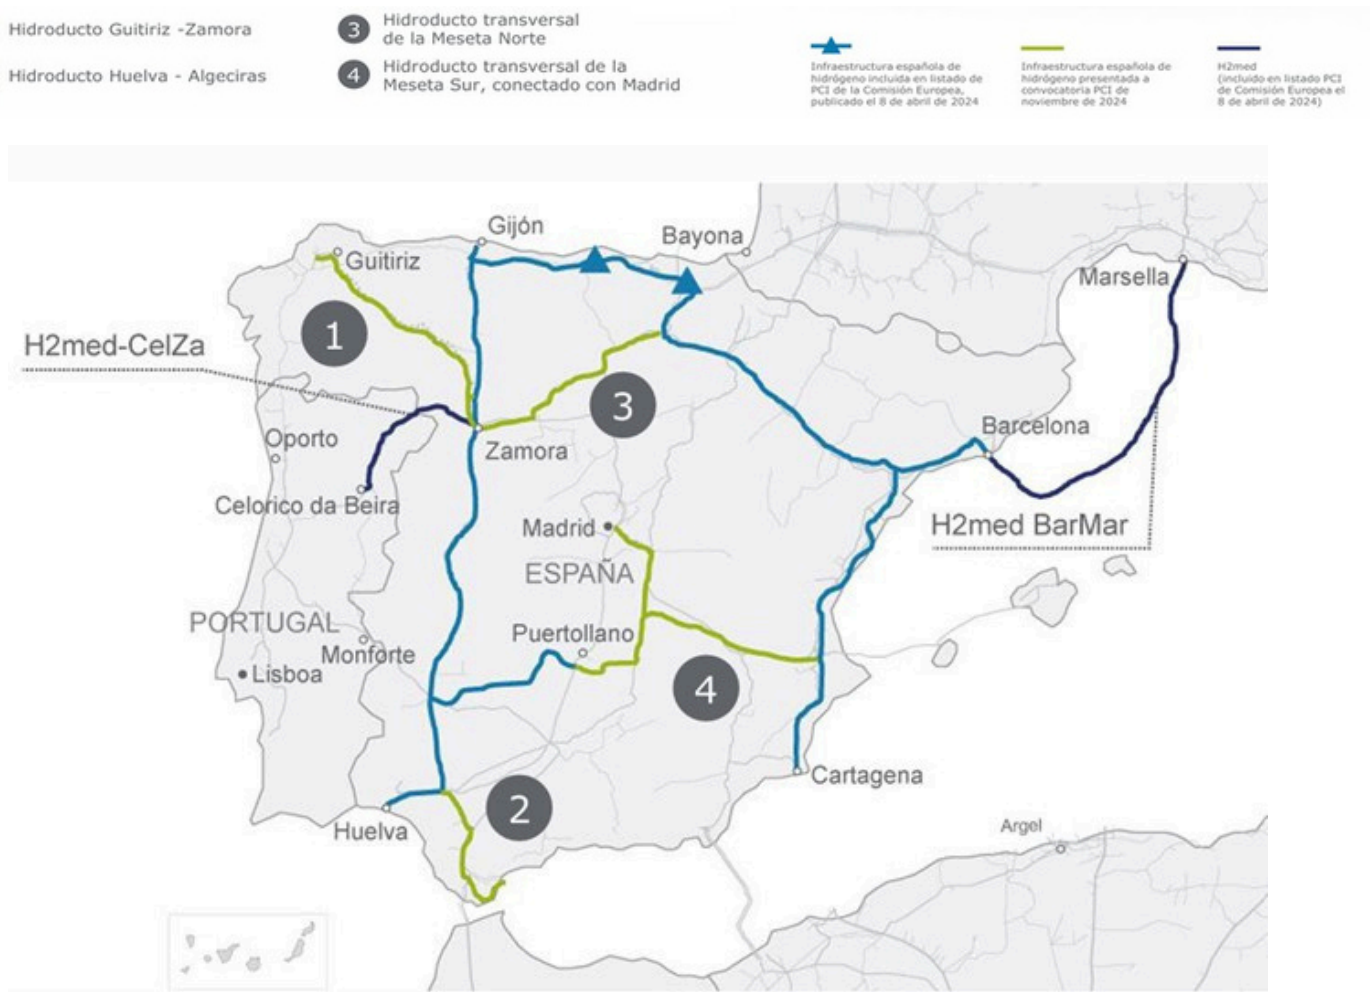 Hidroducto Guitiriz -Zamora
3
Hidroducto transversal
de la Meseta Norte
Hidroducto Huelva - Algeciras
4
Hidroducto transversal de la
Meseta Sur, conectado con Madrid
Infraestructura española de
hidrógeno incluida en listado de
PCI de la Comisión Europea,
publicado el 8 de abril de 2024
Infraestructura española de
hidrógeno presentada a
convocatoria PCI de
noviembre de 2024
H2med
(incluido en listado PCI
de Comisión Europea el
8 de abril de 2024)
Gijón
Bayona
Guitiriz
Marsella
1
H2med-CelZa
3
Barcelona
Oporto
Zamora
Celorico da Beira
Madrid
H2med BarMar
ESPAÑA
PORTUGAL
Puertollano
Monforte
Lisboa
4
Cartagena
2
Huelva
Argel